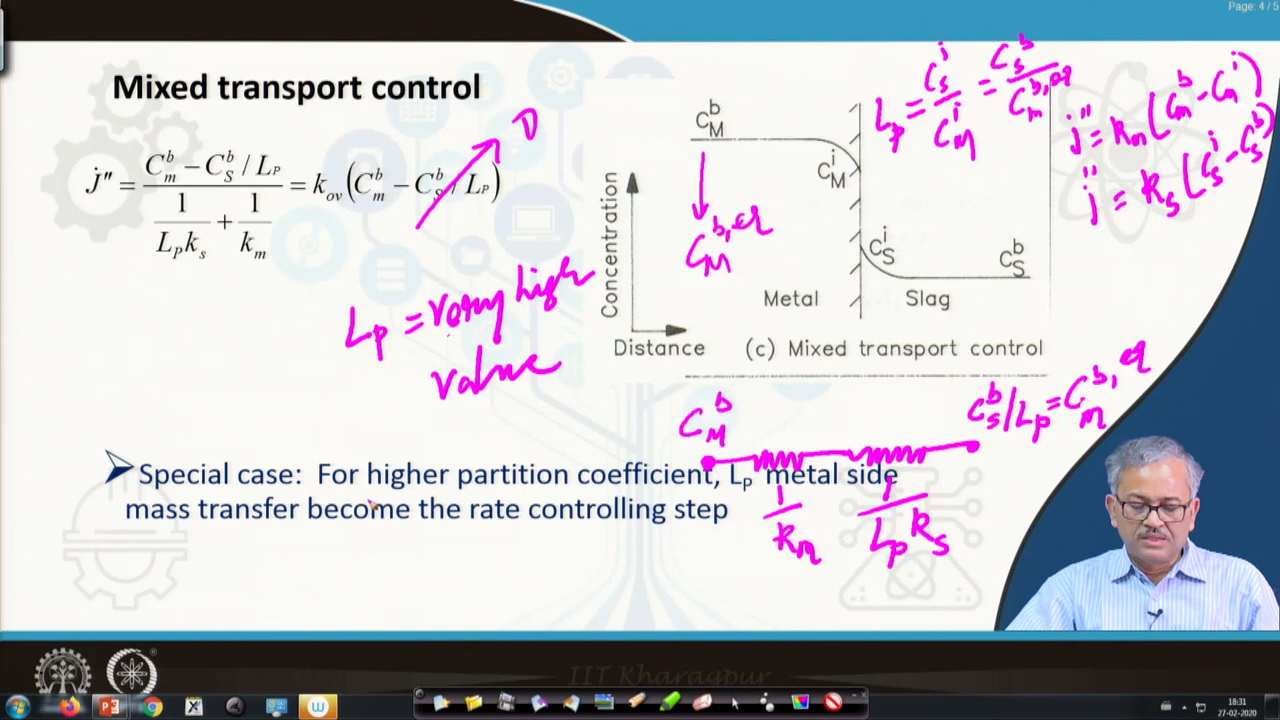 Page: 4 / 5
Mixed transport control
j̇" = (C_m^b − C_S^b / L_P) / (1/(L_p k_s) + 1/k_m) = k_ov (C_m^b − C_S^b / L_P)
0
L_p = very high
value
L_p = C_s^i / C_M^i = C_s^b / C_m^{b,eq}
j̇" = k_m (C_m^b − C_m^i)
j̇" = k_s (C_s^i − C_s^b)
C_M^b
C_M^i
C_M^{b,eq}
C_S^i
C_S^b
Concentration
Metal
Slag
Distance
(c) Mixed transport control
C_M^b
C_s^b/L_p = C_m^{b,eq}
1/k_m
1/(L_p k_s)
Special case: For higher partition coefficient, L_P metal side
mass transfer become the rate controlling step
IIT Kharagpur
18:31
27-02-2020